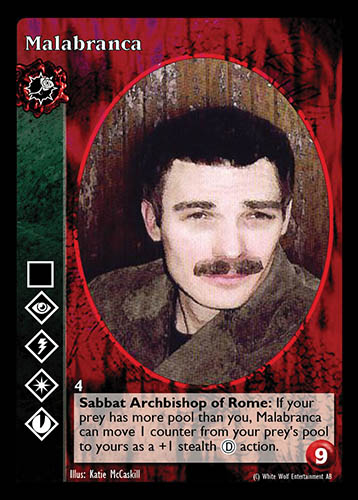 Malabranca
4
Sabbat Archbishop of Rome: If your
prey has more pool than you, Malabranca
can move 1 counter from your prey's pool
to yours as a +1 stealth Ⓓ action.
9
Illus: Katie McCaskill
(C) White Wolf Entertainment AB